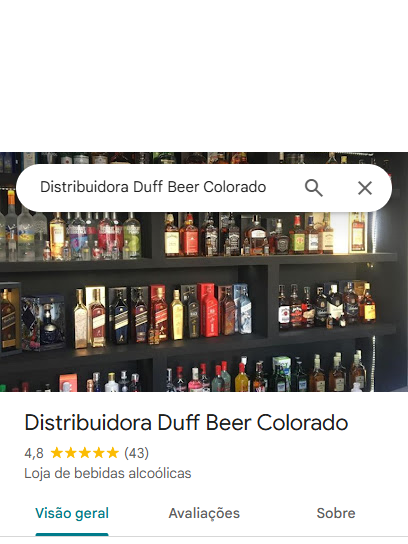 Distribuidora Duff Beer Colorado
Distribuidora Duff Beer Colorado
4,8 ★★★★★ (43)
Loja de bebidas alcoólicas
Visão geral Avaliações Sobre